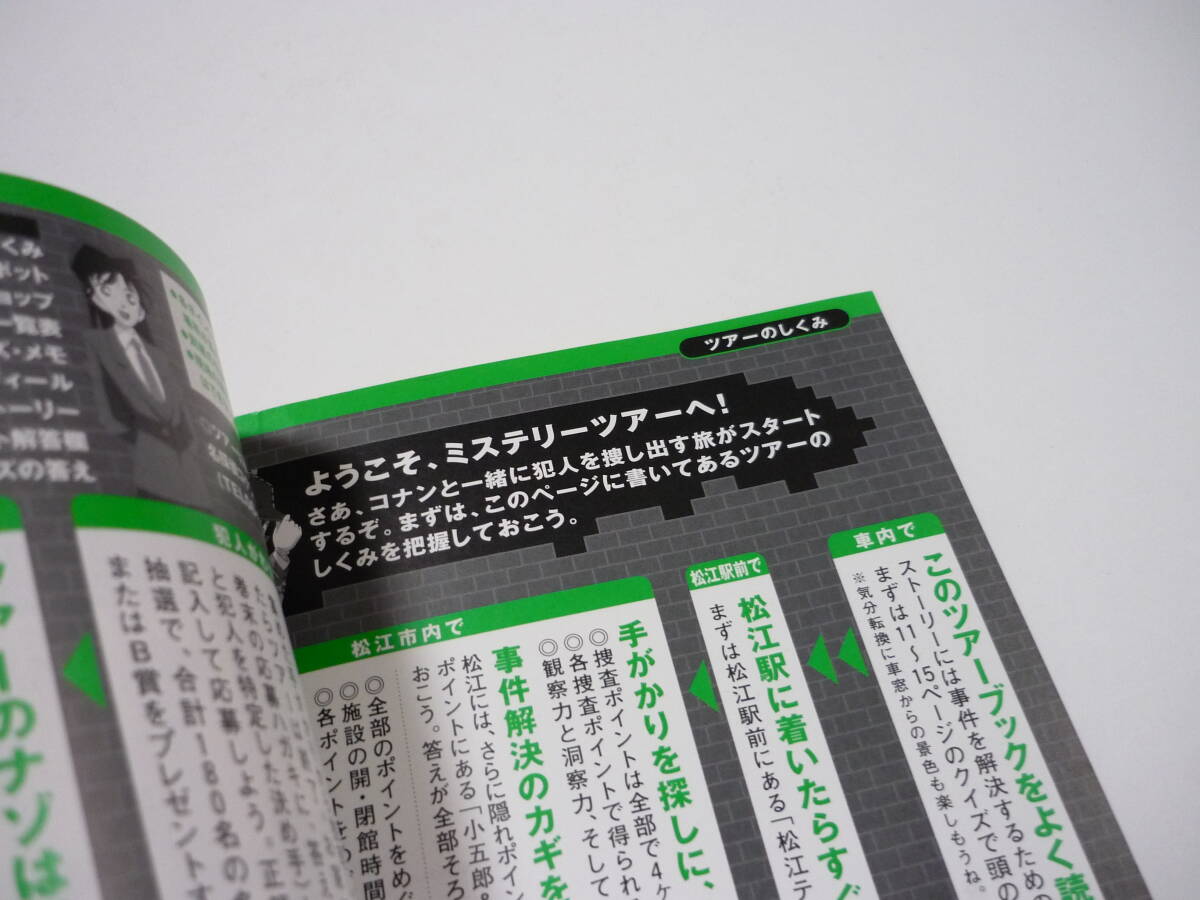 ツアーのしくみ
ようこそ、ミステリーツアーへ！
さあ、コナンと一緒に犯人を捜し出す旅がスタート
するぞ。まずは、このページに書いてあるツアーの
しくみを把握しておこう。
車内で
このツアーブックをよく読
ストーリーには事件を解決するための
まずは11〜15ページのクイズで頭の
※気分転換に車窓からの景色も楽しもうね。
松江駅前で
松江駅に着いたらすぐ
まずは松江駅前にある「松江テ
松江市内で
手がかりを探しに、
◎捜査ポイントは全部で4ケ
◎各捜査ポイントで得られ
◎観察力と洞察力、そして
事件解決のカギを
松江には、さらに隠れポイン
ポイントにある「小五郎
おこう。答えが全部そろ
◎全部のポイントをめぐ
◎施設の開・閉館時間
◎各ポイントを
くみ
ポット
ョップ
一覧表
ズ・メモ
ィール
トーリー
ト解答欄
ズの答え
犯人が
たら
巻末の応募ハガキに
と犯人を特定した決め手
記入して応募しよう。正
抽選で、合計180名の
またはB賞をプレゼントす
ツアーのナゾは